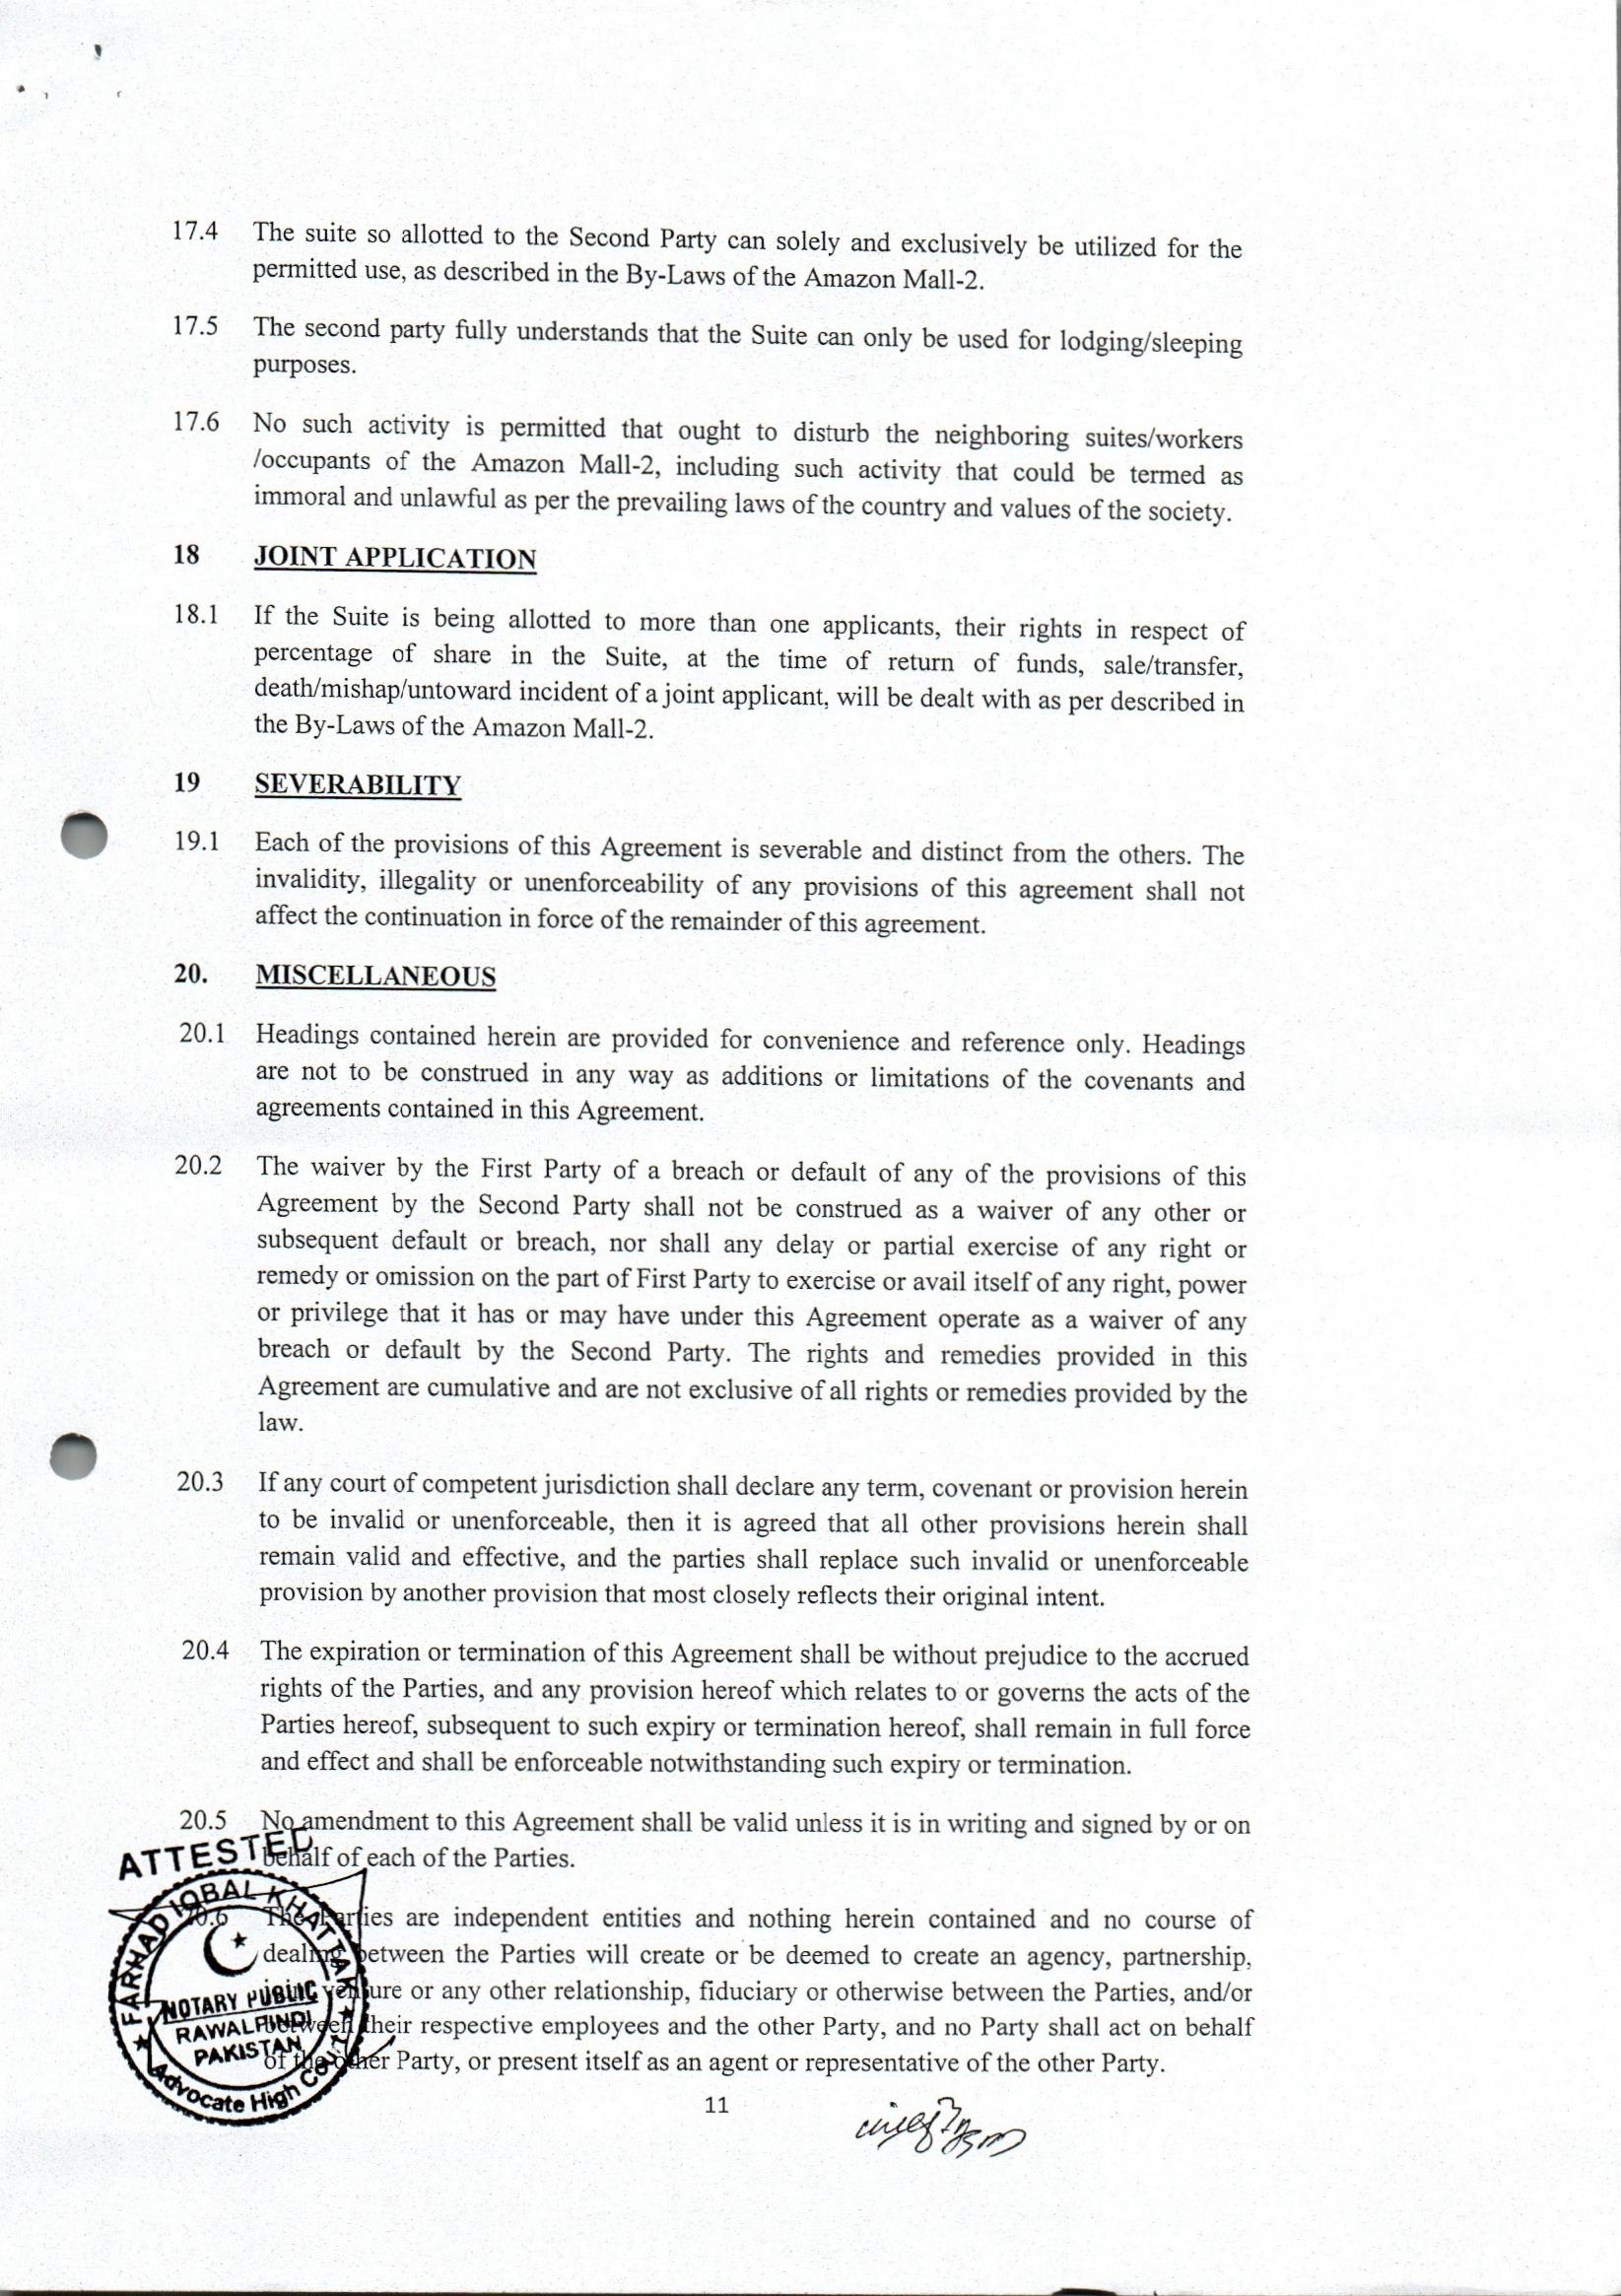 17.4 The suite so allotted to the Second Party can solely and exclusively be utilized for the
permitted use, as described in the By-Laws of the Amazon Mall-2.
17.5 The second party fully understands that the Suite can only be used for lodging/sleeping
purposes.
17.6 No such activity is permitted that ought to disturb the neighboring suites/workers
/occupants of the Amazon Mall-2, including such activity that could be termed as
immoral and unlawful as per the prevailing laws of the country and values of the society.
18 JOINT APPLICATION
18.1 If the Suite is being allotted to more than one applicants, their rights in respect of
percentage of share in the Suite, at the time of return of funds, sale/transfer,
death/mishap/untoward incident of a joint applicant, will be dealt with as per described in
the By-Laws of the Amazon Mall-2.
19 SEVERABILITY
19.1 Each of the provisions of this Agreement is severable and distinct from the others. The
invalidity, illegality or unenforceability of any provisions of this agreement shall not
affect the continuation in force of the remainder of this agreement.
20. MISCELLANEOUS
20.1 Headings contained herein are provided for convenience and reference only. Headings
are not to be construed in any way as additions or limitations of the covenants and
agreements contained in this Agreement.
20.2 The waiver by the First Party of a breach or default of any of the provisions of this
Agreement by the Second Party shall not be construed as a waiver of any other or
subsequent default or breach, nor shall any delay or partial exercise of any right or
remedy or omission on the part of First Party to exercise or avail itself of any right, power
or privilege that it has or may have under this Agreement operate as a waiver of any
breach or default by the Second Party. The rights and remedies provided in this
Agreement are cumulative and are not exclusive of all rights or remedies provided by the
law.
20.3 If any court of competent jurisdiction shall declare any term, covenant or provision herein
to be invalid or unenforceable, then it is agreed that all other provisions herein shall
remain valid and effective, and the parties shall replace such invalid or unenforceable
provision by another provision that most closely reflects their original intent.
20.4 The expiration or termination of this Agreement shall be without prejudice to the accrued
rights of the Parties, and any provision hereof which relates to or governs the acts of the
Parties hereof, subsequent to such expiry or termination hereof, shall remain in full force
and effect and shall be enforceable notwithstanding such expiry or termination.
20.5 No amendment to this Agreement shall be valid unless it is in writing and signed by or on
behalf of each of the Parties.
20.6 The Parties are independent entities and nothing herein contained and no course of
dealing between the Parties will create or be deemed to create an agency, partnership,
joint venture or any other relationship, fiduciary or otherwise between the Parties, and/or
between their respective employees and the other Party, and no Party shall act on behalf
of the other Party, or present itself as an agent or representative of the other Party.
ATTESTED
FARHAD IQBAL KHATTAK
NOTARY PUBLIC
RAWALPINDI
PAKISTAN
Advocate High Court
11